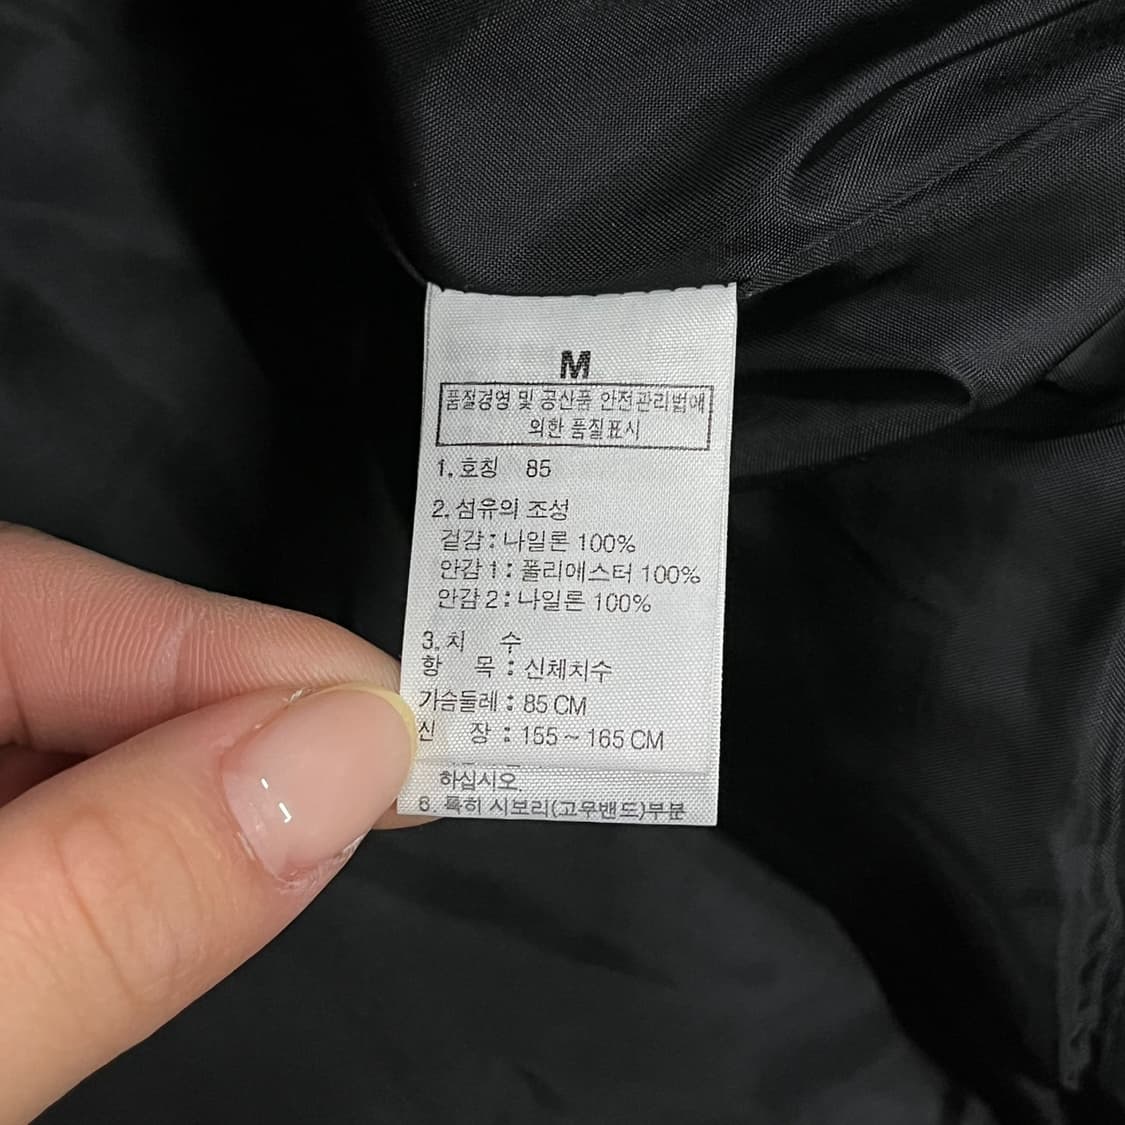 M
품질경영 및 공산품 안전관리법에
의한 품질표시
1. 호칭 85
2. 섬유의 조성
겉감 : 나일론 100%
안감 1 : 폴리에스터 100%
안감 2 : 나일론 100%
3. 치 수
항 목 : 신체치수
가슴둘레 : 85 CM
신 장 : 155 ~ 165 CM
하십시오.
6. 특히 시보리(고무밴드)부분